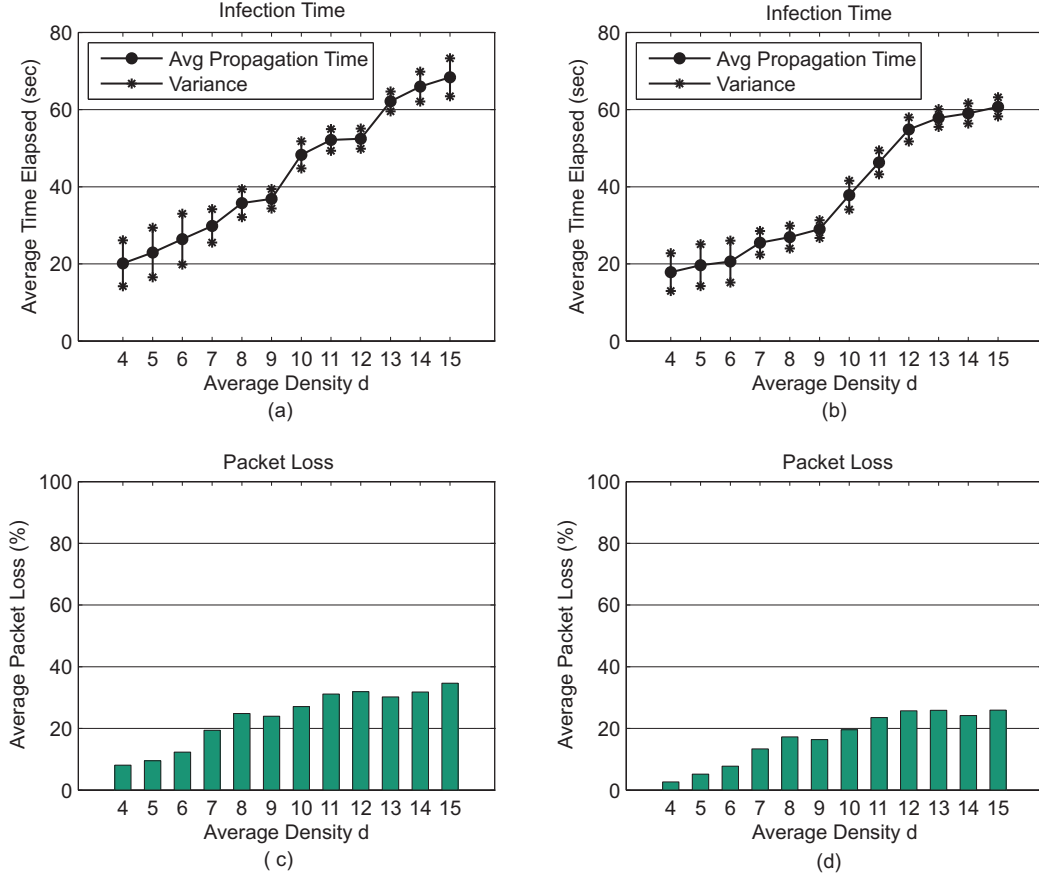 Infection Time
80
60
40
20
0
Average Time Elapsed (sec)
Avg Propagation Time
Variance
4 5 6 7 8 9 10 11 12 13 14 15
Average Density d
(a)
Infection Time
80
60
40
20
0
Average Time Elapsed (sec)
Avg Propagation Time
Variance
4 5 6 7 8 9 10 11 12 13 14 15
Average Density d
(b)
Packet Loss
100
80
60
40
20
0
Average Packet Loss (%)
4 5 6 7 8 9 10 11 12 13 14 15
Average Density d
( c)
Packet Loss
100
80
60
40
20
0
Average Packet Loss (%)
4 5 6 7 8 9 10 11 12 13 14 15
Average Density d
(d)